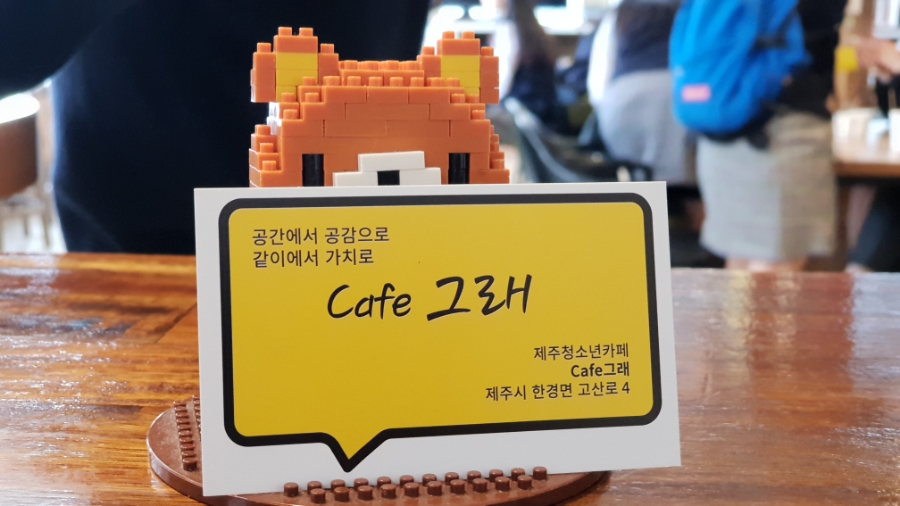 공간에서 공감으로
같이에서 가치로
Cafe 그래
제주청소년카페
Cafe그래
제주시 한경면 고산로 4